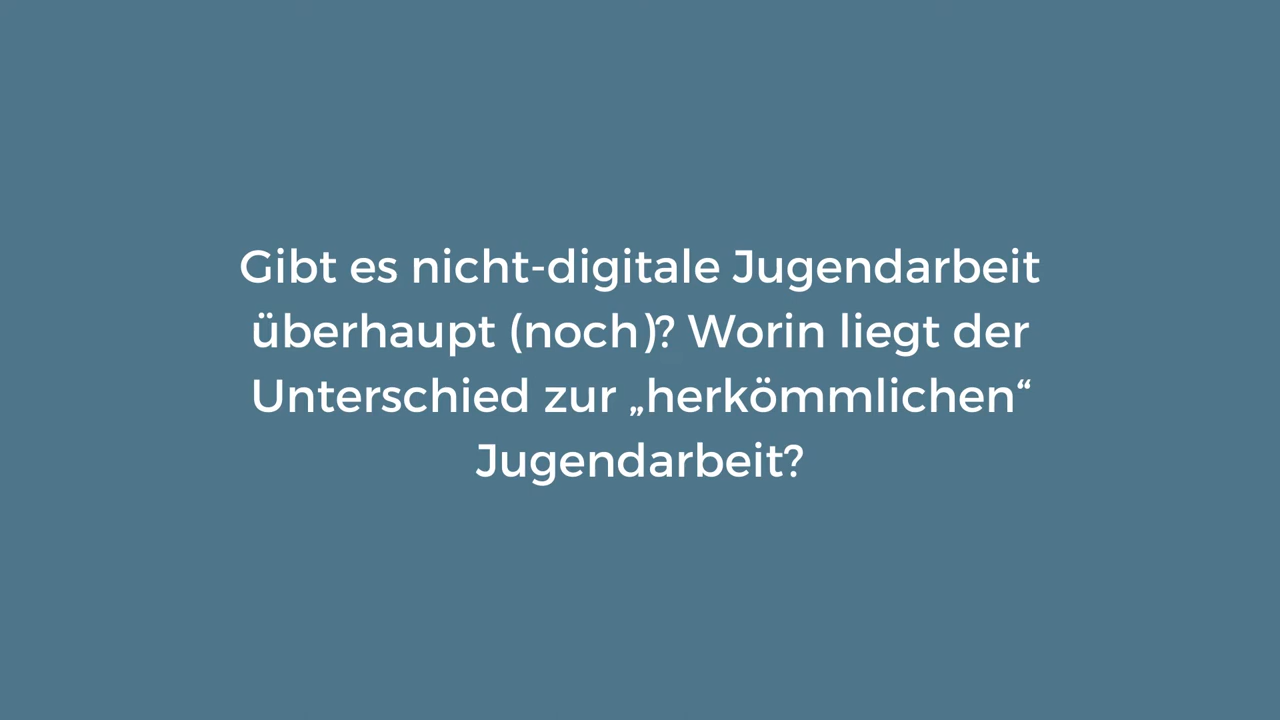 Gibt es nicht-digitale Jugendarbeit
überhaupt (noch)? Worin liegt der
Unterschied zur „herkömmlichen“
Jugendarbeit?